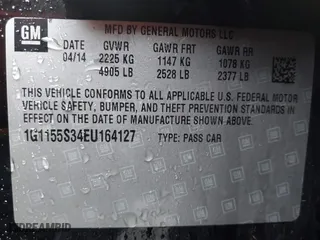 MFD BY GENERAL MOTORS LLC
GM
DATE GVWR GAWR FRT GAWR RR
04/14 2225 KG 1147 KG 1078 KG
4905 LB 2528 LB 2377 LB
THIS VEHICLE CONFORMS TO ALL APPLICABLE U.S. FEDERAL MOTOR
VEHICLE SAFETY, BUMPER, AND THEFT PREVENTION STANDARDS IN
EFFECT ON THE DATE OF MANUFACTURE SHOWN ABOVE.
1G1155S34EU164127 TYPE: PASS CAR
DREAMBID